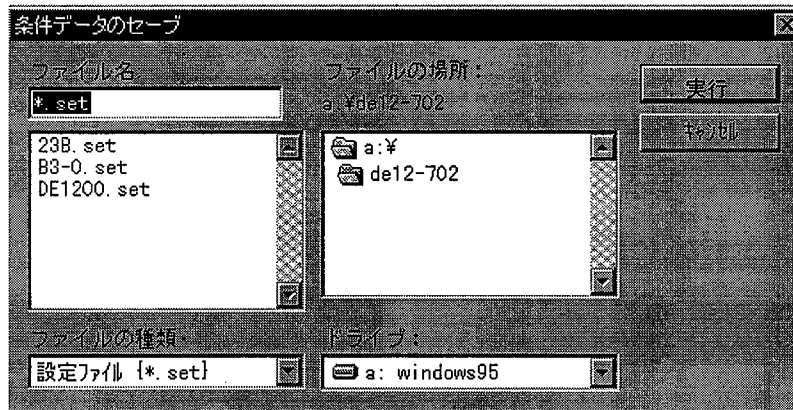 条件データのセーブ
ファイル名
*.set
23B.set
B3-0.set
DE1200.set
ファイルの種類:
設定ファイル {*.set}
ファイルの場所:
a:¥de12-702
a:¥
de12-702
ドライブ:
a: windows95
実行
キャンセル